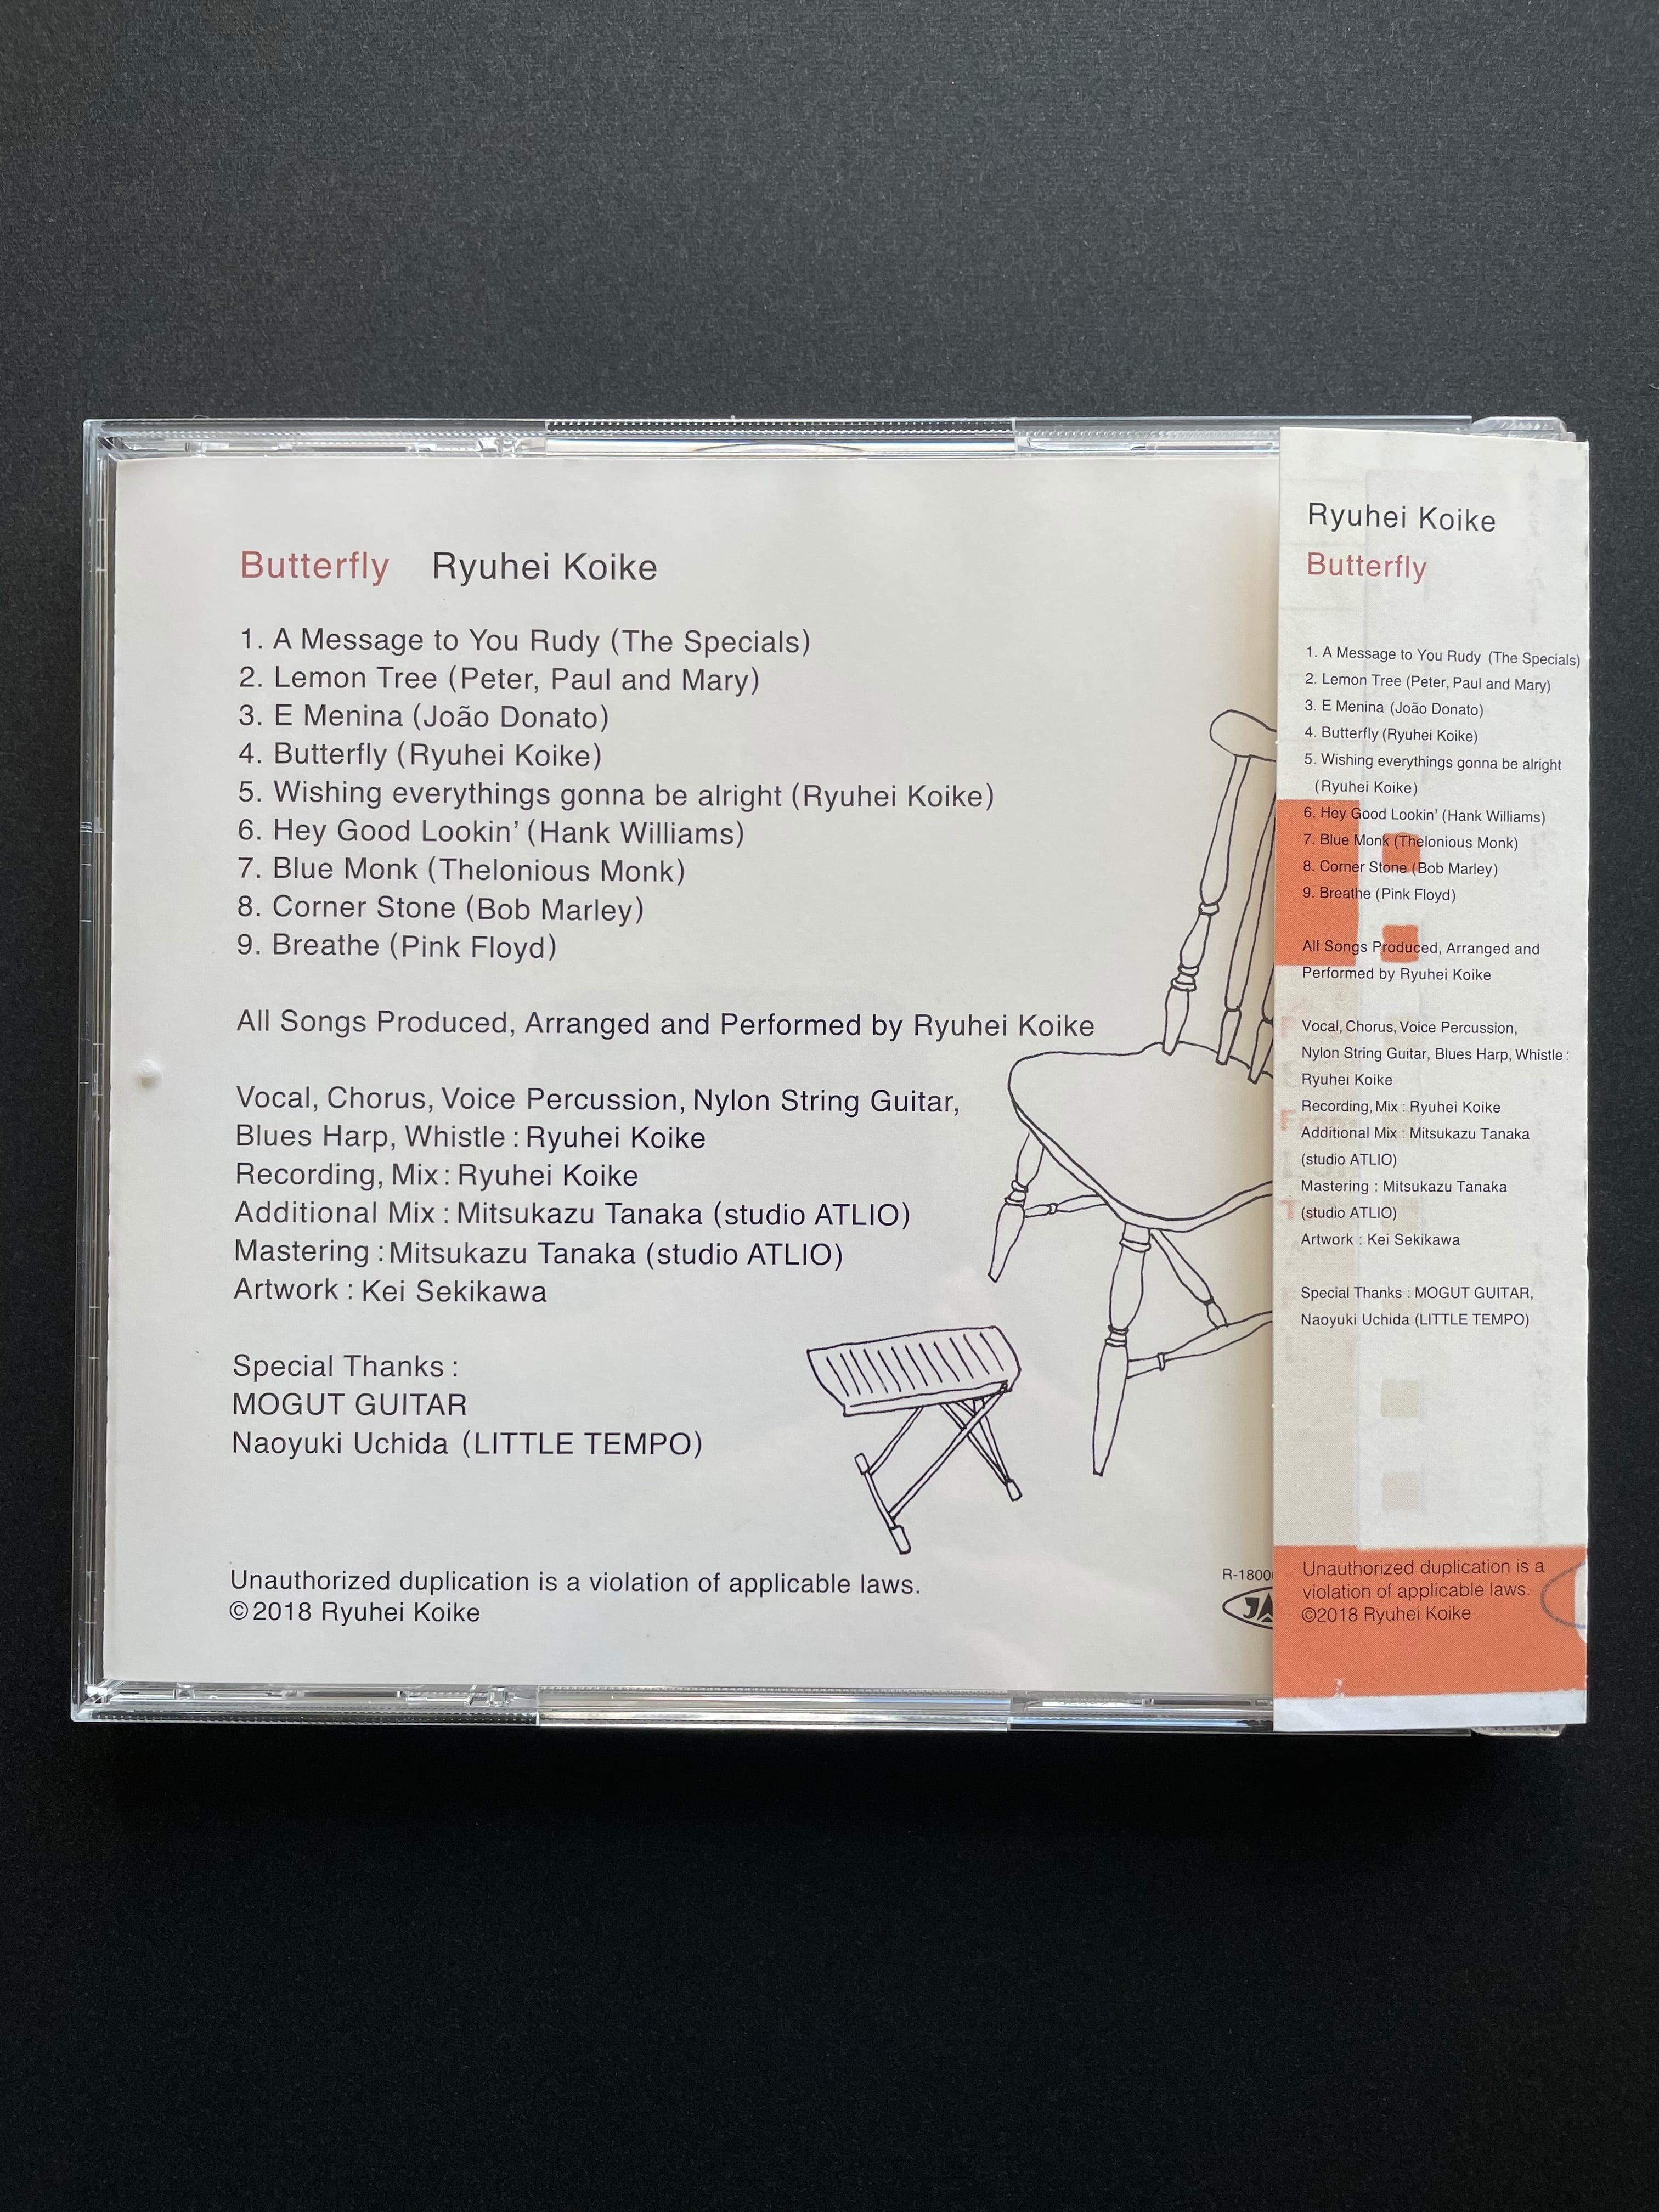 Butterfly Ryuhei Koike
1. A Message to You Rudy (The Specials)
2. Lemon Tree (Peter, Paul and Mary)
3. E Menina (João Donato)
4. Butterfly (Ryuhei Koike)
5. Wishing everythings gonna be alright (Ryuhei Koike)
6. Hey Good Lookin' (Hank Williams)
7. Blue Monk (Thelonious Monk)
8. Corner Stone (Bob Marley)
9. Breathe (Pink Floyd)
All Songs Produced, Arranged and Performed by Ryuhei Koike
Vocal, Chorus, Voice Percussion, Nylon String Guitar,
Blues Harp, Whistle : Ryuhei Koike
Recording, Mix : Ryuhei Koike
Additional Mix : Mitsukazu Tanaka (studio ATLIO)
Mastering : Mitsukazu Tanaka (studio ATLIO)
Artwork : Kei Sekikawa
Special Thanks :
MOGUT GUITAR
Naoyuki Uchida (LITTLE TEMPO)
Unauthorized duplication is a violation of applicable laws.
©2018 Ryuhei Koike
Ryuhei Koike
Butterfly
1. A Message to You Rudy (The Specials)
2. Lemon Tree (Peter, Paul and Mary)
3. E Menina (João Donato)
4. Butterfly (Ryuhei Koike)
5. Wishing everythings gonna be alright
(Ryuhei Koike)
6. Hey Good Lookin' (Hank Williams)
7. Blue Monk (Thelonious Monk)
8. Corner Stone (Bob Marley)
9. Breathe (Pink Floyd)
All Songs Produced, Arranged and
Performed by Ryuhei Koike
Vocal, Chorus, Voice Percussion,
Nylon String Guitar, Blues Harp, Whistle :
Ryuhei Koike
Recording, Mix : Ryuhei Koike
Additional Mix : Mitsukazu Tanaka
(studio ATLIO)
Mastering : Mitsukazu Tanaka
(studio ATLIO)
Artwork : Kei Sekikawa
Special Thanks : MOGUT GUITAR,
Naoyuki Uchida (LITTLE TEMPO)
Unauthorized duplication is a
violation of applicable laws.
©2018 Ryuhei Koike